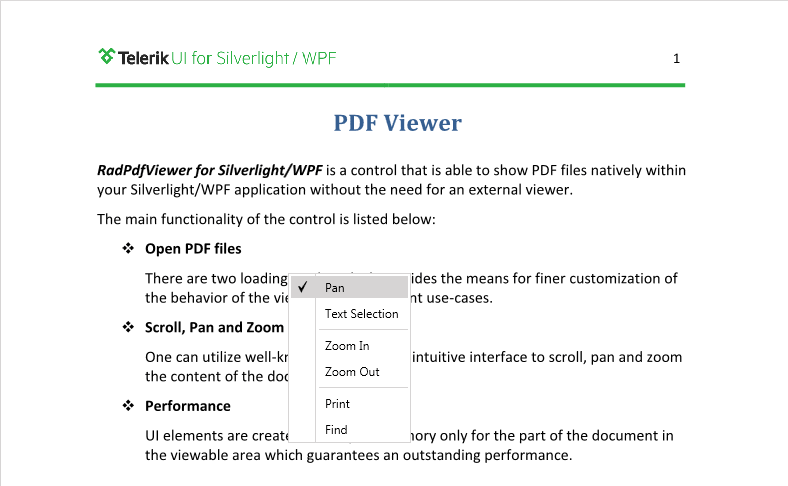 Telerik UI for Silverlight / WPF 1
PDF Viewer
RadPdfViewer for Silverlight/WPF is a control that is able to show PDF files natively within
your Silverlight/WPF application without the need for an external viewer.
The main functionality of the control is listed below:
❖ Open PDF files
There are two loading ides the means for finer customization of
the behavior of the vie nt use-cases.
❖ Scroll, Pan and Zoom
One can utilize well-kn intuitive interface to scroll, pan and zoom
the content of the doc
❖ Performance
UI elements are create ory only for the part of the document in
the viewable area which guarantees an outstanding performance.
✓ Pan
Text Selection
Zoom In
Zoom Out
Print
Find